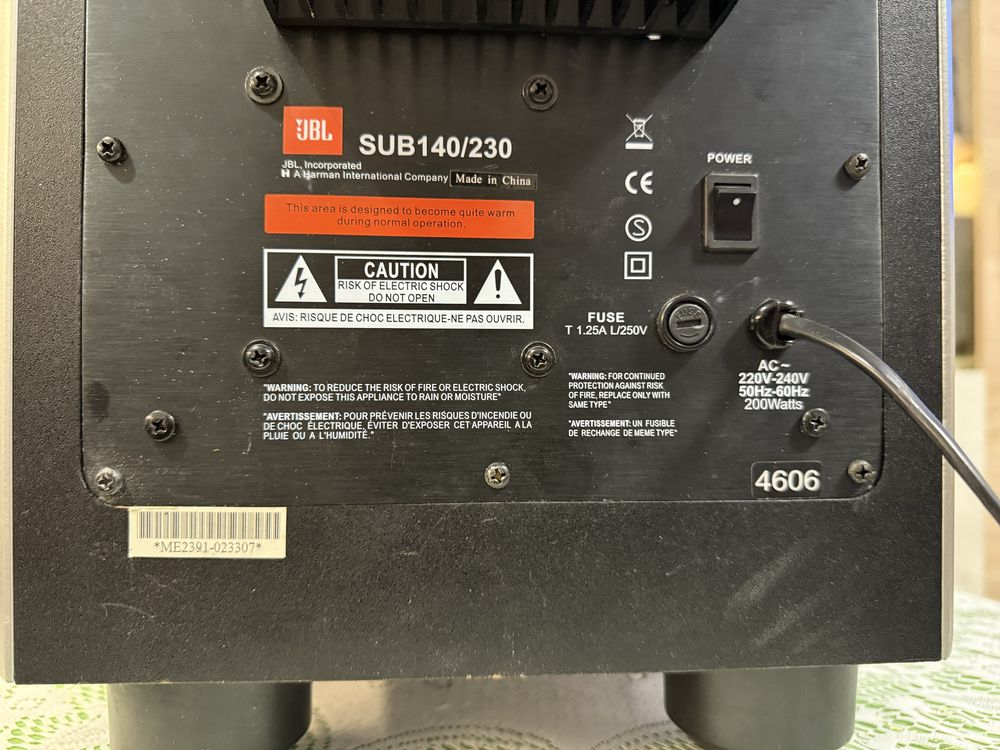 JBL
SUB140/230
JBL, Incorporated
H A Harman International Company Made in China
This area is designed to become quite warm
during normal operation.
CAUTION
RISK OF ELECTRIC SHOCK
DO NOT OPEN
AVIS: RISQUE DE CHOC ELECTRIQUE-NE PAS OUVRIR.
"WARNING: TO REDUCE THE RISK OF FIRE OR ELECTRIC SHOCK,
DO NOT EXPOSE THIS APPLIANCE TO RAIN OR MOISTURE"
"AVERTISSEMENT: POUR PRÉVENIR LES RISQUES D'INCENDIE OU
DE CHOC ÉLECTRIQUE, ÉVITER D'EXPOSER CET APPAREIL A LA
PLUIE OU A L'HUMIDITÉ."
CE
S
POWER
FUSE
T 1.25A L/250V
FUSE
"WARNING: FOR CONTINUED
PROTECTION AGAINST RISK
OF FIRE, REPLACE ONLY WITH
SAME TYPE"
"AVERTISSEMENT: UN FUSIBLE
DE RECHANGE DE MEME TYPE"
AC ~
220V-240V
50Hz-60Hz
200Watts
4606
*ME2391-023307*